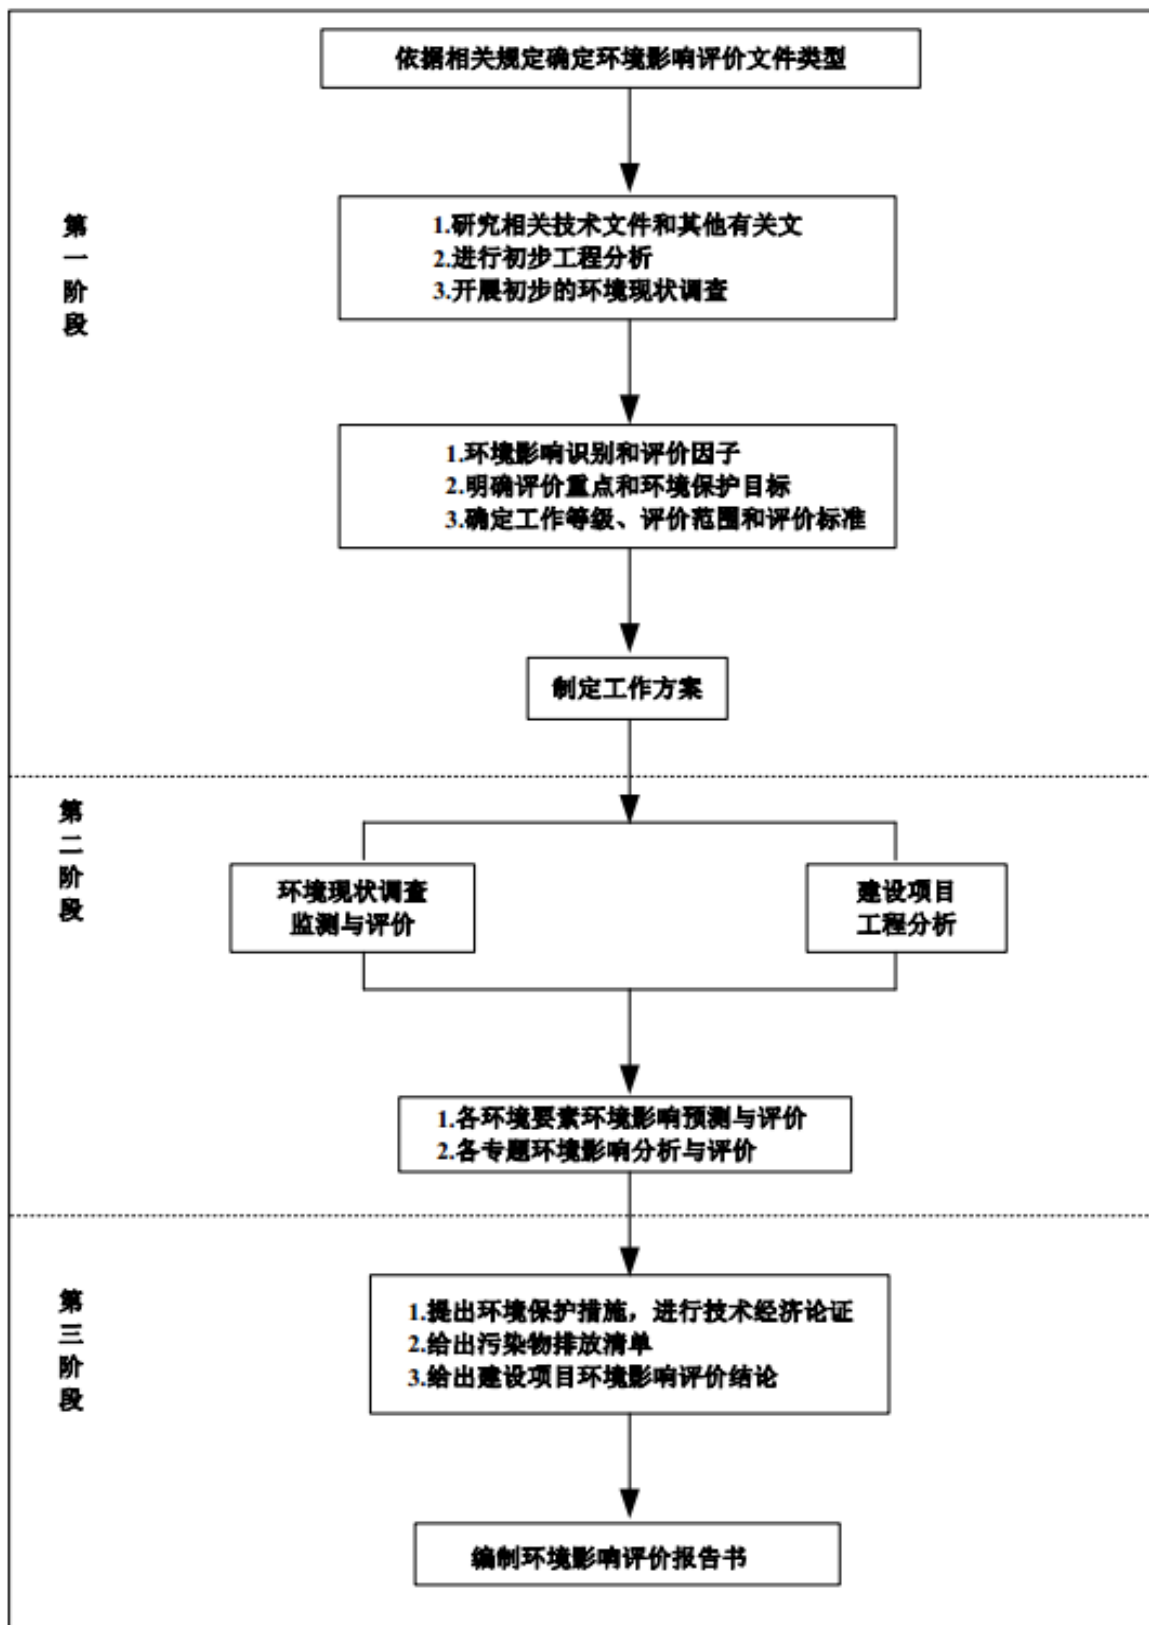 依据相关规定确定环境影响评价文件类型
第一阶段
1.研究相关技术文件和其他有关文
2.进行初步工程分析
3.开展初步的环境现状调查
1.环境影响识别和评价因子
2.明确评价重点和环境保护目标
3.确定工作等级、评价范围和评价标准
制定工作方案
第二阶段
环境现状调查
监测与评价
建设项目
工程分析
1.各环境要素环境影响预测与评价
2.各专题环境影响分析与评价
第三阶段
1.提出环境保护措施，进行技术经济论证
2.给出污染物排放清单
3.给出建设项目环境影响评价结论
编制环境影响评价报告书